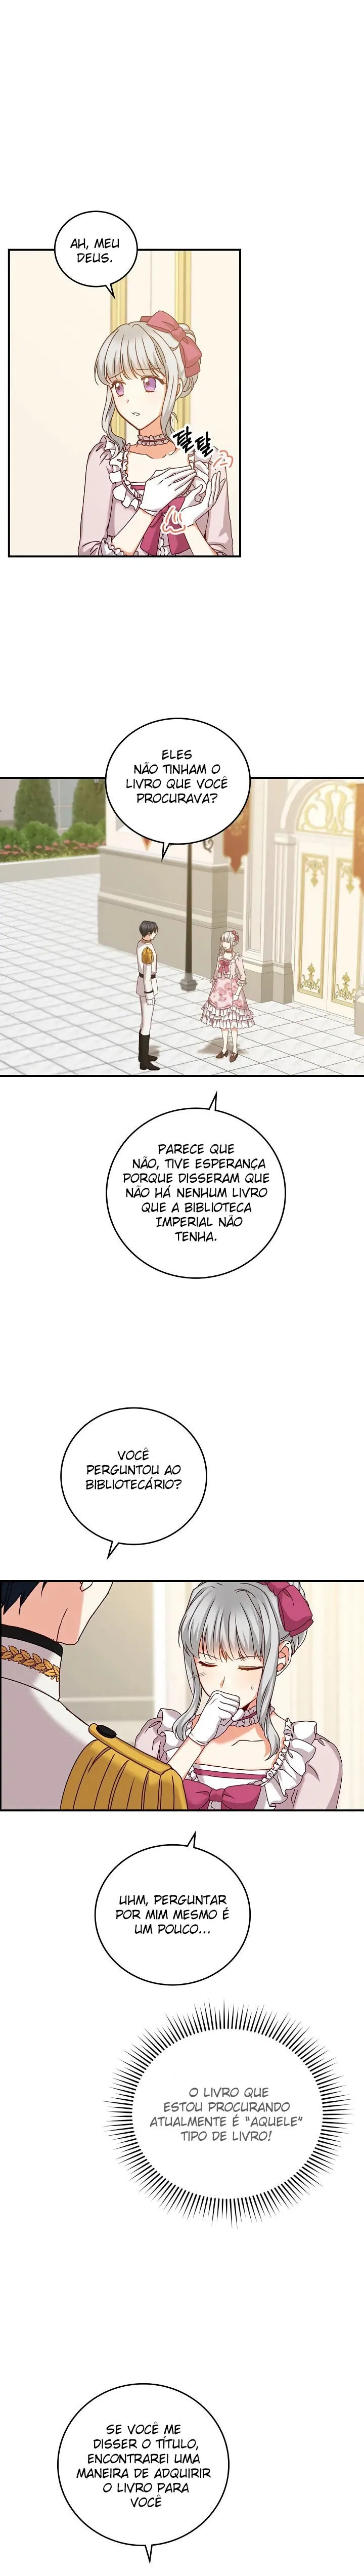 AH, MEU
DEUS.
탈탈
ELES
NÃO TINHAM O
LIVRO QUE VOCÊ
PROCURAVA?
PARECE QUE
NÃO, TIVE ESPERANÇA
PORQUE DISSERAM QUE
NÃO HÁ NENHUM LIVRO
QUE A BIBLIOTECA
IMPERIAL NÃO
TENHA.
VOCÊ
PERGUNTOU AO
BIBLIOTECÁRIO?
UHM, PERGUNTAR
POR MIM MESMO É
UM POUCO...
O LIVRO QUE
ESTOU PROCURANDO
ATUALMENTE É "AQUELE"
TIPO DE LIVRO!
SE VOCÊ ME
DISSER O TÍTULO,
ENCONTRAREI UMA
MANEIRA DE ADQUIRIR
O LIVRO PARA
VOCÊ